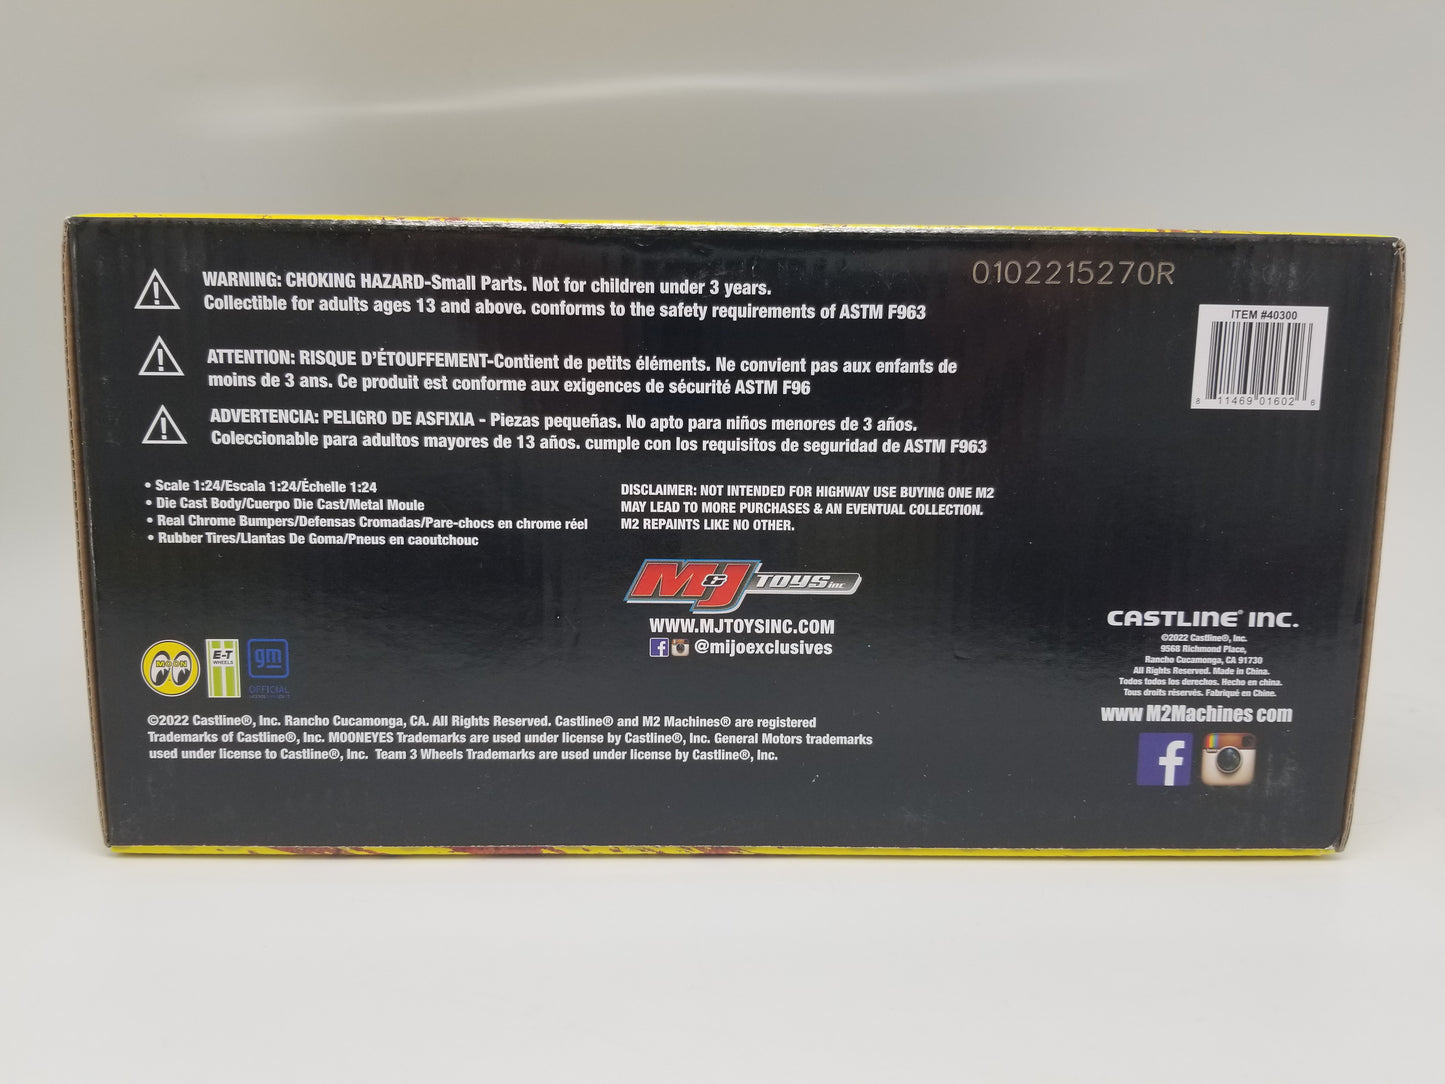 0102215270R
WARNING: CHOKING HAZARD-Small Parts. Not for children under 3 years.
Collectible for adults ages 13 and above. conforms to the safety requirements of ASTM F963
ITEM #40300
8 11469 01602 6
ATTENTION: RISQUE D'ÉTOUFFEMENT-Contient de petits éléments. Ne convient pas aux enfants de
moins de 3 ans. Ce produit est conforme aux exigences de sécurité ASTM F96
ADVERTENCIA: PELIGRO DE ASFIXIA - Piezas pequeñas. No apto para niños menores de 3 años.
Coleccionable para adultos mayores de 13 años. cumple con los requisitos de seguridad de ASTM F963
• Scale 1:24/Escala 1:24/Échelle 1:24
• Die Cast Body/Cuerpo Die Cast/Metal Moule
• Real Chrome Bumpers/Defensas Cromadas/Pare-chocs en chrome réel
• Rubber Tires/Llantas De Goma/Pneus en caoutchouc
DISCLAIMER: NOT INTENDED FOR HIGHWAY USE BUYING ONE M2
MAY LEAD TO MORE PURCHASES & AN EVENTUAL COLLECTION.
M2 REPAINTS LIKE NO OTHER.
M&J TOYS inc
WWW.MJTOYSINC.COM
f @mijoexclusives
MOON
E-T
WHEELS
gm
OFFICIAL
©2022 Castline®, Inc. Rancho Cucamonga, CA. All Rights Reserved. Castline® and M2 Machines® are registered
Trademarks of Castline®, Inc. MOONEYES Trademarks are used under license by Castline®, Inc. General Motors trademarks
used under license to Castline®, Inc. Team 3 Wheels Trademarks are used under license by Castline®, Inc.
CASTLINE® INC.
©2022 Castline®, Inc.
9568 Richmond Place,
Rancho Cucamonga, CA 91730
All Rights Reserved. Made in China.
Todos todos los derechos. Hecho en china.
Tous droits réservés. Fabriqué en Chine.
www M2Machines com
f